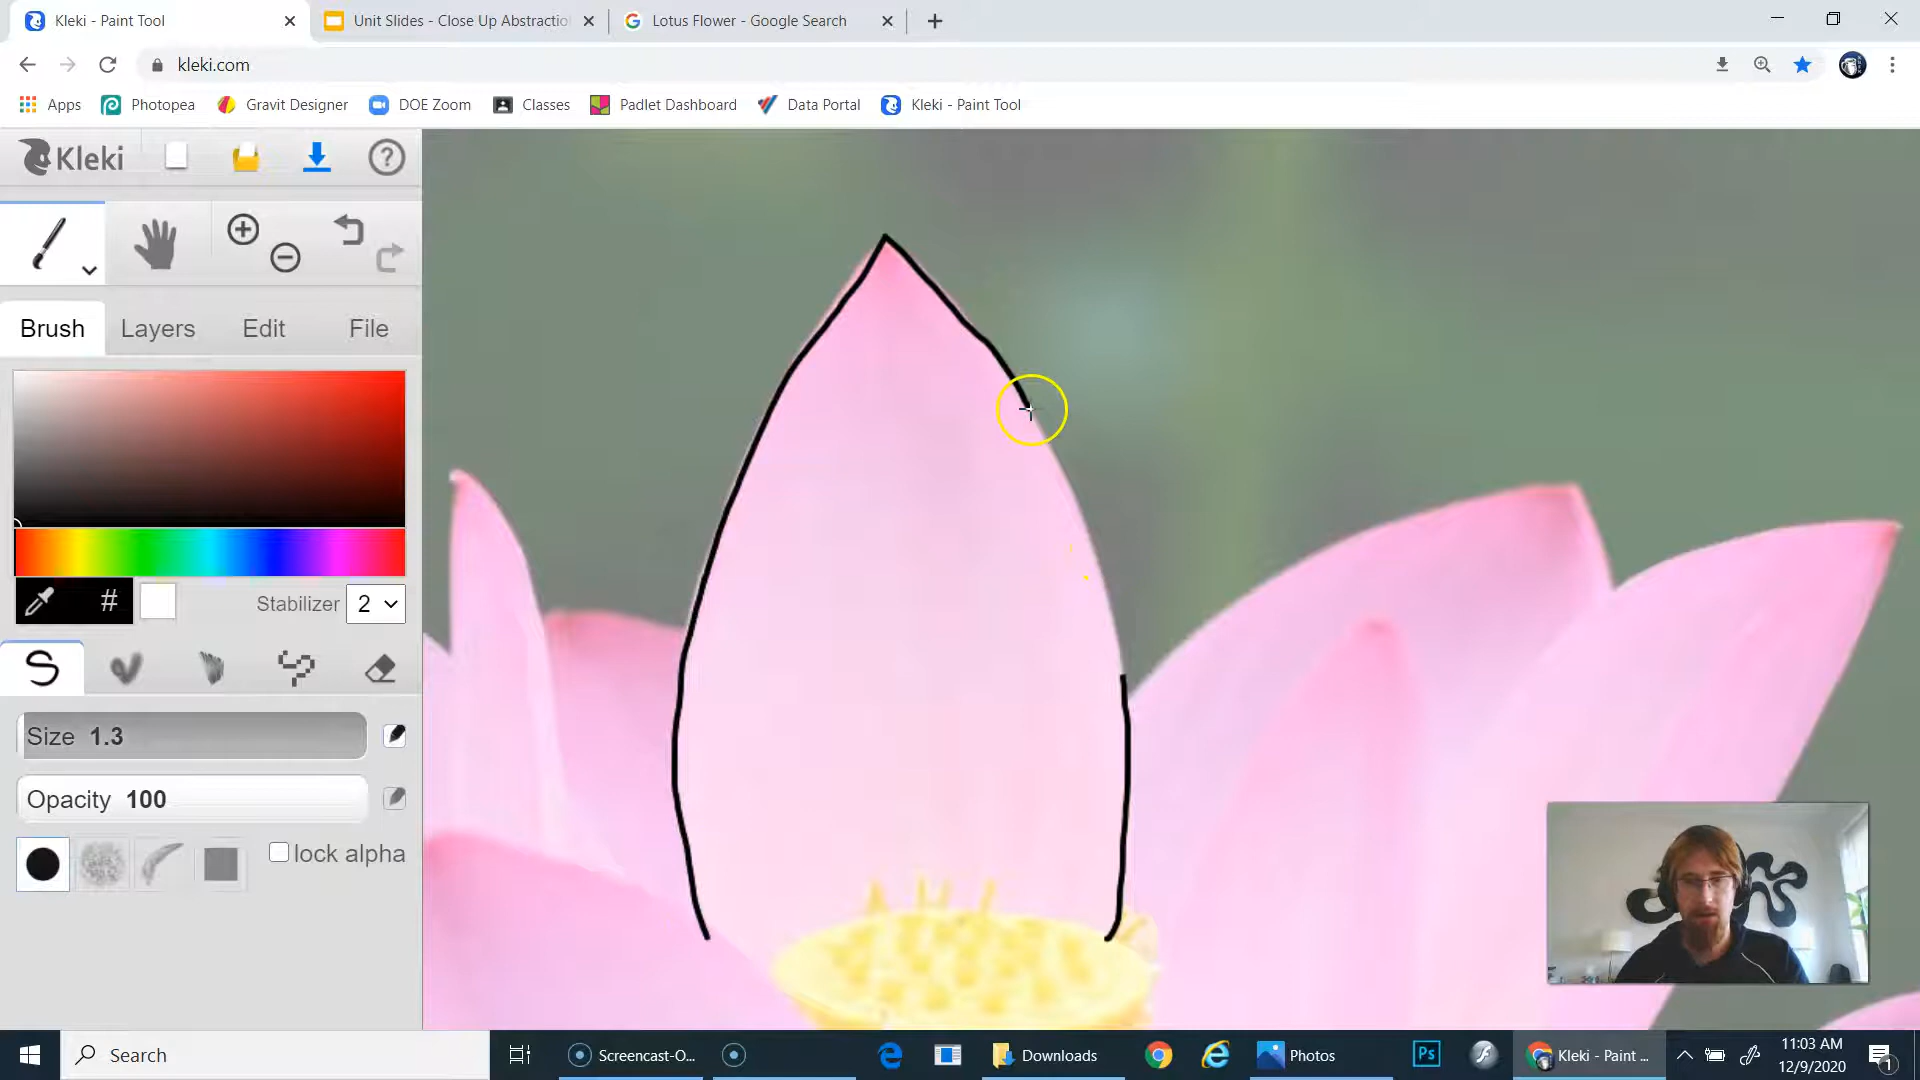 Kleki - Paint Tool
Unit Slides - Close Up Abstractio
Lotus Flower - Google Search
kleki.com
Apps
Photopea
Gravit Designer
DOE Zoom
Classes
Padlet Dashboard
Data Portal
Kleki - Paint Tool
Kleki
Brush
Layers
Edit
File
#
Stabilizer
2
Size 1.3
Opacity 100
lock alpha
Search
Screencast-O...
Downloads
Photos
Ps
Kleki - Paint ...
11:03 AM
12/9/2020
1